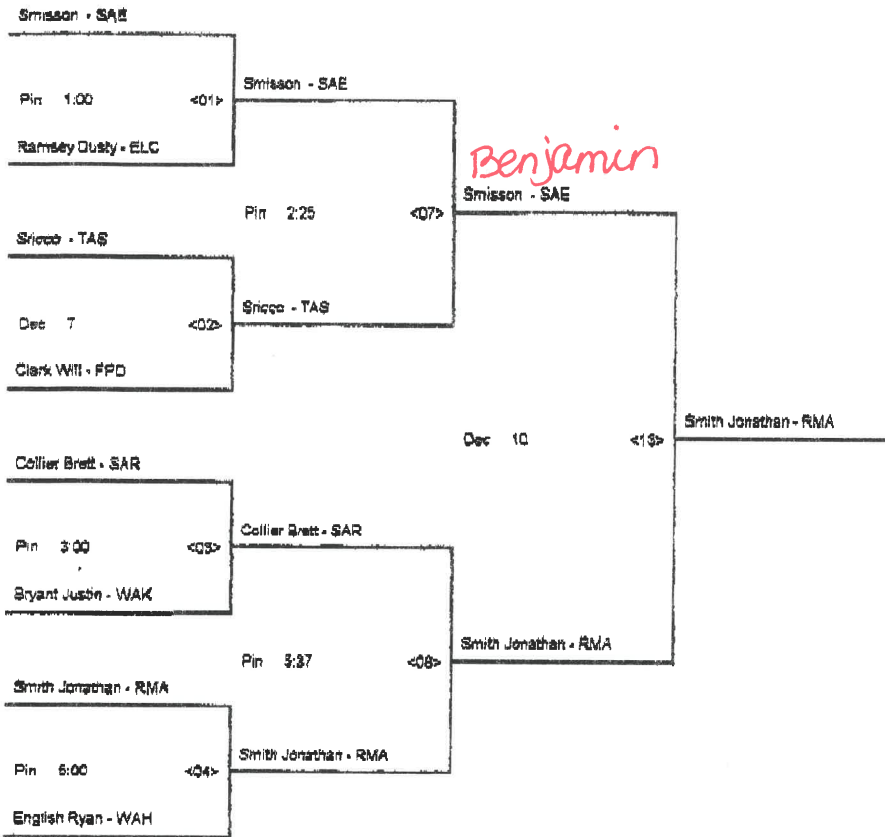 Smisson - SAE
Pin 1:00 <01>
Ramsey Dusty - ELC
Smisson - SAE
Pin 2:25 <07>
Sricco - TAS
Dec 7 <02>
Clark Will - FPD
Sricco - TAS
Benjamin
Smisson - SAE
Collier Brett - SAR
Pin 3:00 <03>
Bryant Justin - WAK
Collier Brett - SAR
Pin 5:37 <08>
Smith Jonathan - RMA
Pin 5:00 <04>
English Ryan - WAH
Smith Jonathan - RMA
Smith Jonathan - RMA
Dec 10 <13>
Smith Jonathan - RMA